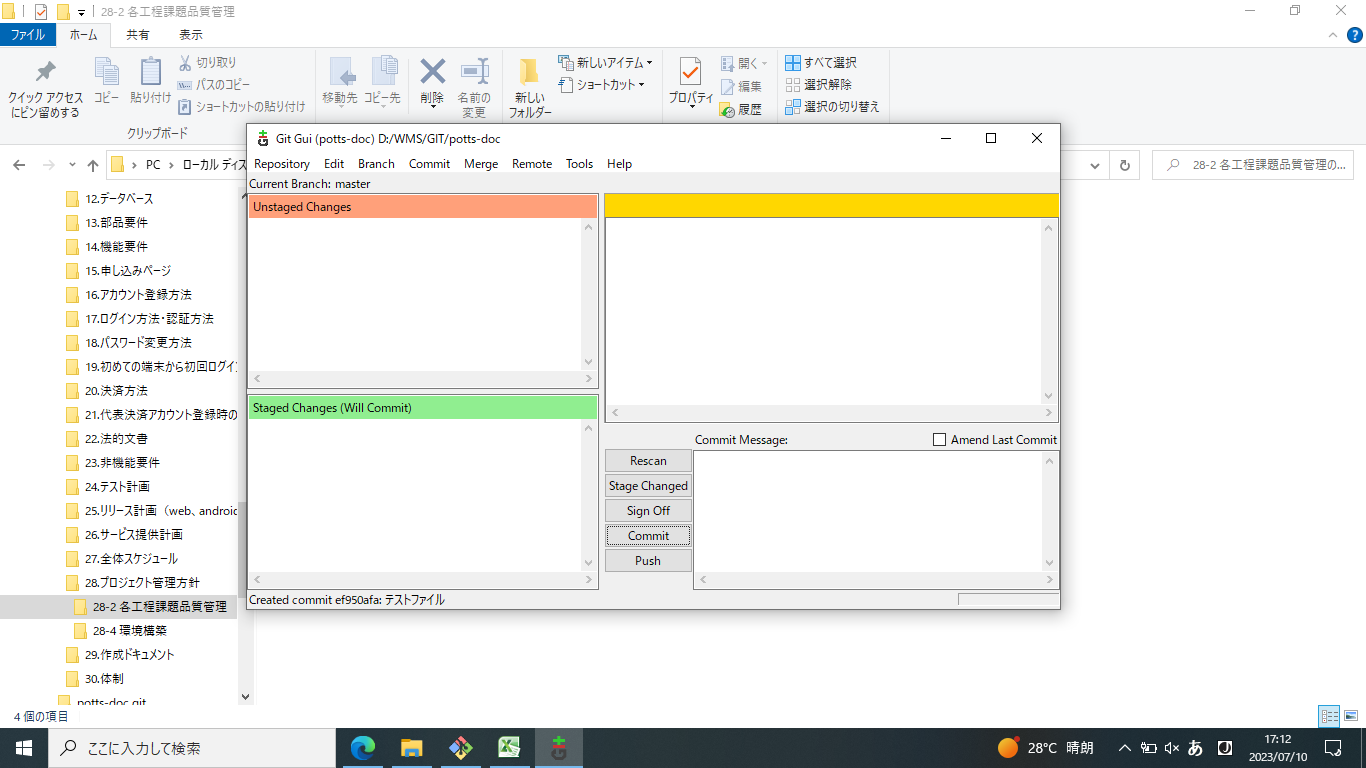 28-2 各工程課題品質管理
ファイル ホーム 共有 表示
クイック アクセス
にピン留めする
コピー
貼り付け
切り取り
パスのコピー
ショートカットの貼り付け
クリップボード
移動先
コピー先
削除
名前の
変更
新しい
フォルダー
新しいアイテム
ショートカット
プロパティ
開く
編集
履歴
すべて選択
選択解除
選択の切り替え
PC
ローカル ディス
28-2 各工程課題品質管理の...
12.データベース
13.部品要件
14.機能要件
15.申し込みページ
16.アカウント登録方法
17.ログイン方法・認証方法
18.パスワード変更方法
19.初めての端末から初回ログイン
20.決済方法
21.代表決済アカウント登録時の
22.法的文書
23.非機能要件
24.テスト計画
25.リリース計画（web、android
26.サービス提供計画
27.全体スケジュール
28.プロジェクト管理方針
28-2 各工程課題品質管理
28-4 環境構築
29.作成ドキュメント
30.体制
potts-doc.git
4 個の項目
Git Gui (potts-doc) D:/WMS/GIT/potts-doc
Repository Edit Branch Commit Merge Remote Tools Help
Current Branch: master
Unstaged Changes
Staged Changes (Will Commit)
Commit Message:
Amend Last Commit
Rescan
Stage Changed
Sign Off
Commit
Push
Created commit ef950afa: テストファイル
ここに入力して検索
28°C 晴朗
あ
17:12
2023/07/10